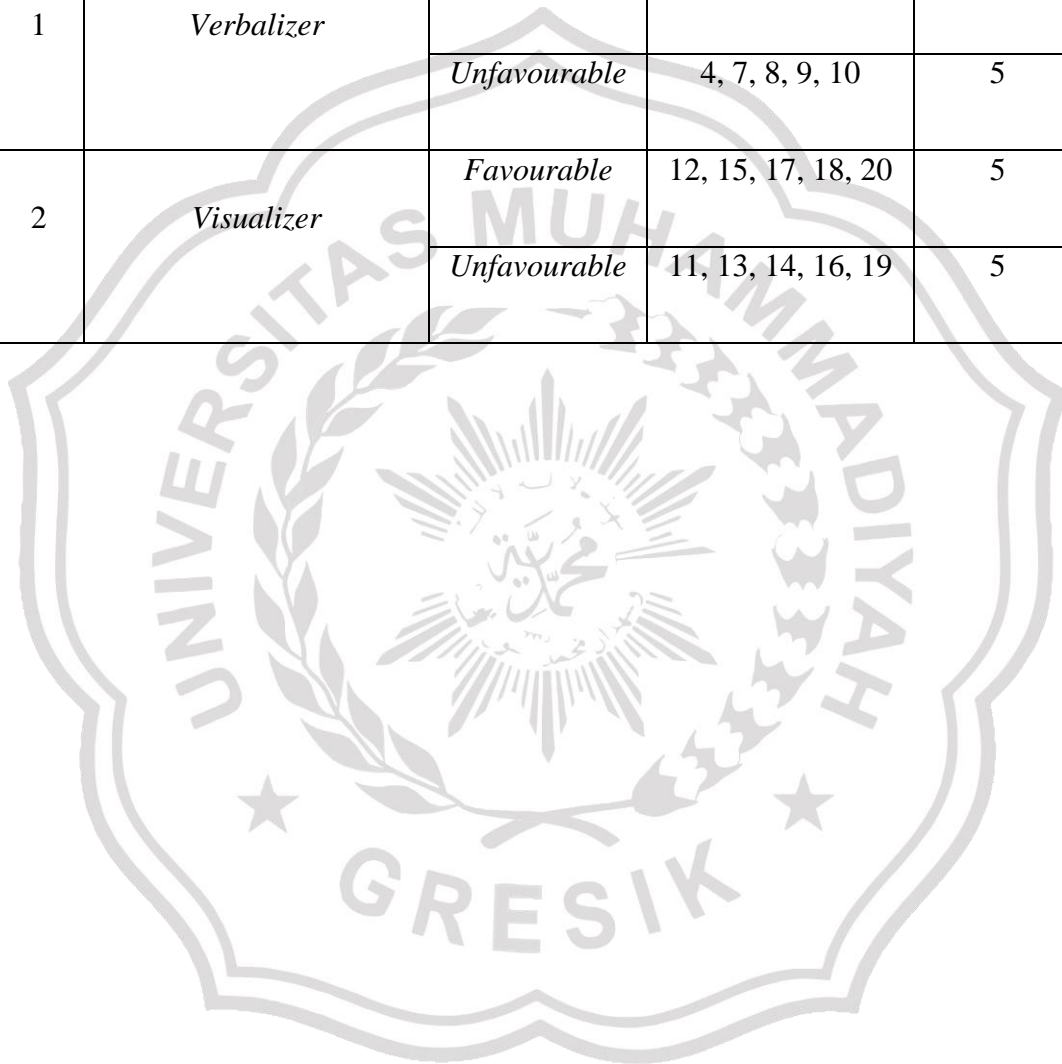 1 Verbalizer
Unfavourable 4, 7, 8, 9, 10 5
Favourable 12, 15, 17, 18, 20 5
2 Visualizer
Unfavourable 11, 13, 14, 16, 19 5
UNIVERSITAS MUHAMMADIYAH
محمد
GRESIK